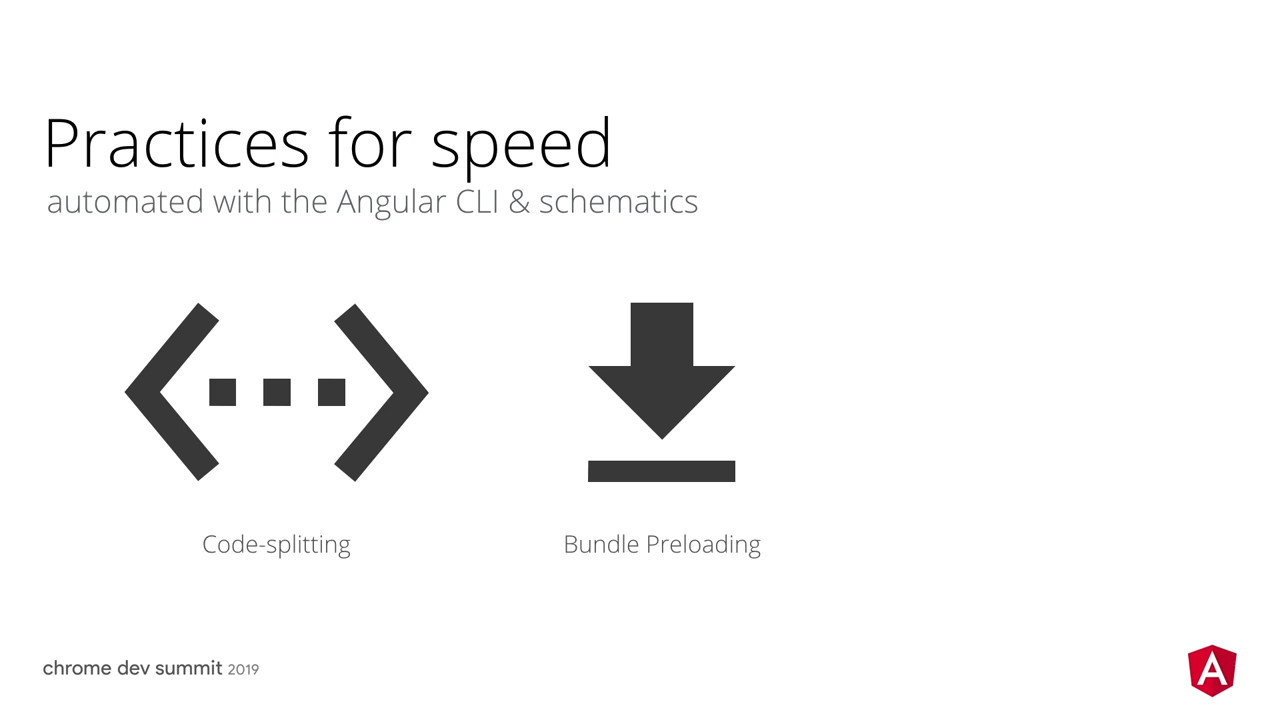 Practices for speed
automated with the Angular CLI & schematics
Code-splitting
Bundle Preloading
chrome dev summit 2019
A